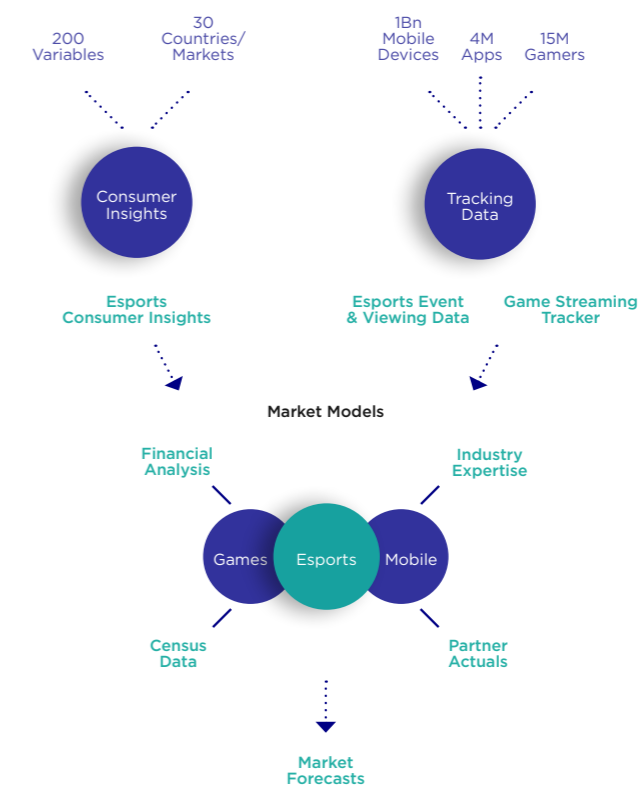 200
Variables
30
Countries/
Markets
1Bn
Mobile
Devices
4M
Apps
15M
Gamers
Consumer
Insights
Tracking
Data
Esports
Consumer Insights
Esports Event
& Viewing Data
Game Streaming
Tracker
Market Models
Financial
Analysis
Industry
Expertise
Games
Esports
Mobile
Census
Data
Partner
Actuals
Market
Forecasts